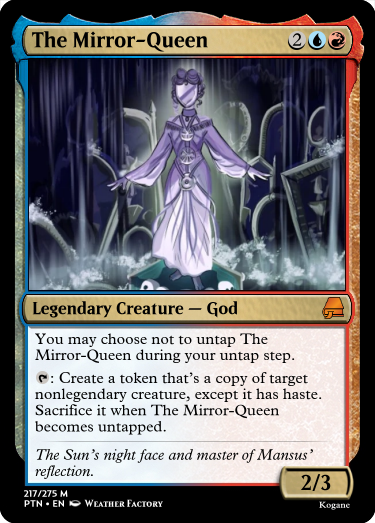 The Mirror-Queen 2
Legendary Creature — God
You may choose not to untap The
Mirror-Queen during your untap step.
: Create a token that's a copy of target
nonlegendary creature, except it has haste.
Sacrifice it when The Mirror-Queen
becomes untapped.
The Sun's night face and master of Mansus'
reflection.
2/3
217/275 M
PTN • EN Weather Factory
Kogane